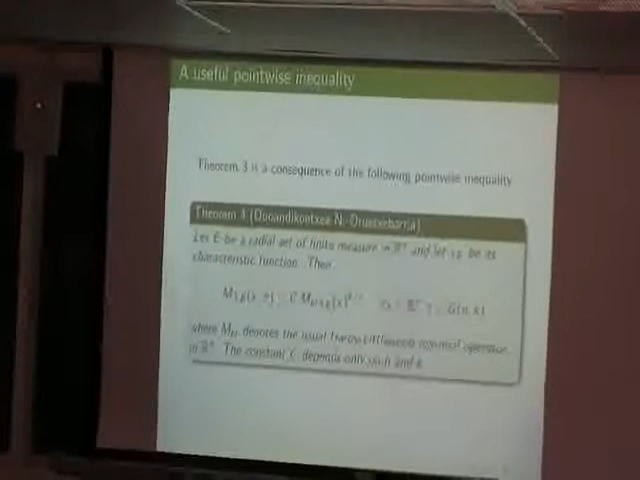 A useful pointwise inequality
Theorem 3 is a consequence of the following pointwise inequality
Theorem 4 (Duoandikoetxea, N., Oruetxebarria)
Let E be a radial set of finite measure in ℝⁿ and let χ_E be its
characteristic function. Then
where M denotes the usual Hardy-Littlewood maximal operator
in ℝⁿ. The constant C depends only on n and k